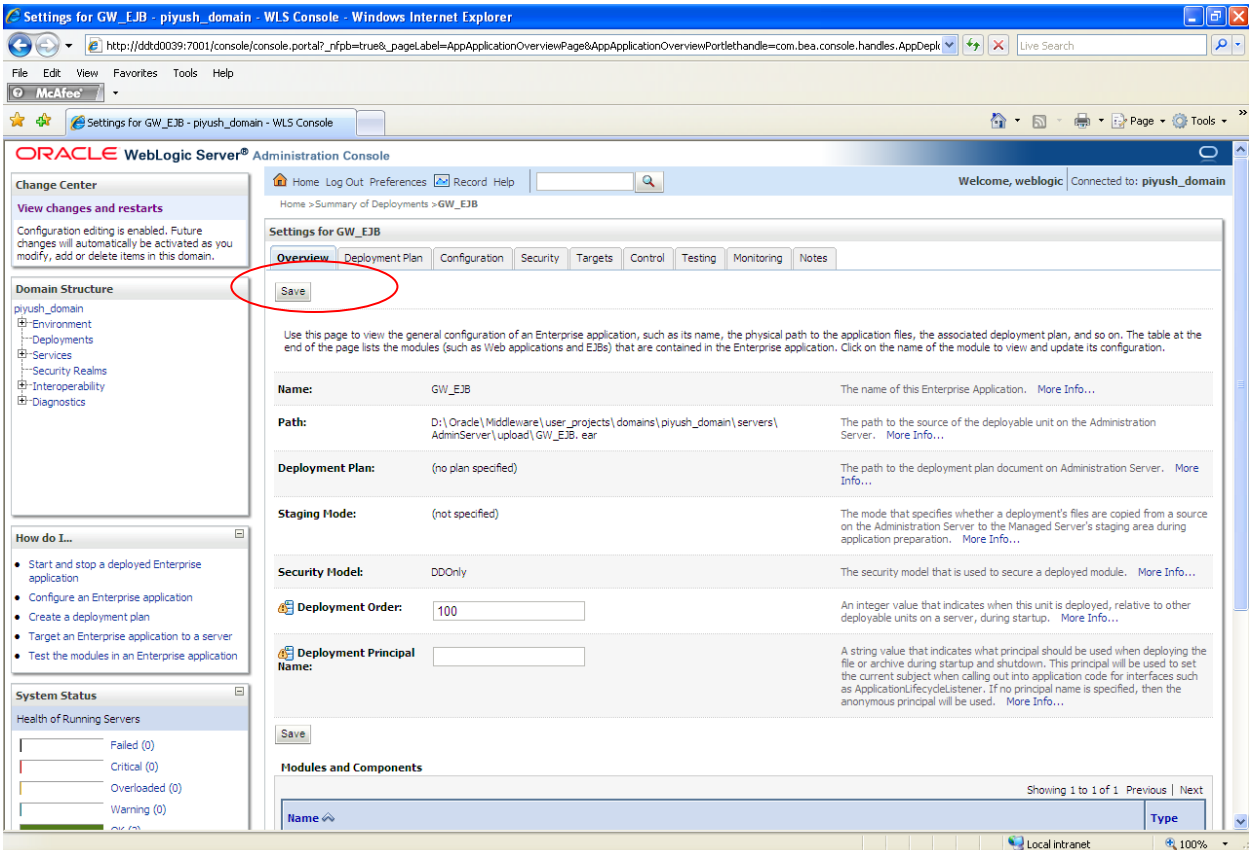 Settings for GW_EJB - piyush_domain - WLS Console - Windows Internet Explorer
http://ddtd0039:7001/console/console.portal?_nfpb=true&_pageLabel=AppApplicationOverviewPage&AppApplicationOverviewPortlethandle=com.bea.console.handles.AppDepl
Live Search
File Edit View Favorites Tools Help
McAfee
Settings for GW_EJB - piyush_domain - WLS Console
Page Tools
ORACLE WebLogic Server® Administration Console
Change Center
View changes and restarts
Configuration editing is enabled. Future
changes will automatically be activated as you
modify, add or delete items in this domain.
Domain Structure
piyush_domain
Environment
Deployments
Services
Security Realms
Interoperability
Diagnostics
How do I...
Start and stop a deployed Enterprise
application
Configure an Enterprise application
Create a deployment plan
Target an Enterprise application to a server
Test the modules in an Enterprise application
System Status
Health of Running Servers
Failed (0)
Critical (0)
Overloaded (0)
Warning (0)
Home Log Out Preferences Record Help
Welcome, weblogic Connected to: piyush_domain
Home >Summary of Deployments >GW_EJB
Settings for GW_EJB
Overview Deployment Plan Configuration Security Targets Control Testing Monitoring Notes
Save
Use this page to view the general configuration of an Enterprise application, such as its name, the physical path to the application files, the associated deployment plan, and so on. The table at the
end of the page lists the modules (such as Web applications and EJBs) that are contained in the Enterprise application. Click on the name of the module to view and update its configuration.
Name: GW_EJB The name of this Enterprise Application. More Info...
Path: D:\Oracle\Middleware\user_projects\domains\piyush_domain\servers\ The path to the source of the deployable unit on the Administration
AdminServer\upload\GW_EJB. ear Server. More Info...
Deployment Plan: (no plan specified) The path to the deployment plan document on Administration Server. More
Info...
Staging Mode: (not specified) The mode that specifies whether a deployment's files are copied from a source
on the Administration Server to the Managed Server's staging area during
application preparation. More Info...
Security Model: DDOnly The security model that is used to secure a deployed module. More Info...
Deployment Order: 100 An integer value that indicates when this unit is deployed, relative to other
deployable units on a server, during startup. More Info...
Deployment Principal A string value that indicates what principal should be used when deploying the
Name: file or archive during startup and shutdown. This principal will be used to set
the current subject when calling out into application code for interfaces such
as ApplicationLifecycleListener. If no principal name is specified, then the
anonymous principal will be used. More Info...
Save
Modules and Components
Showing 1 to 1 of 1 Previous | Next
Name Type
Local intranet 100%